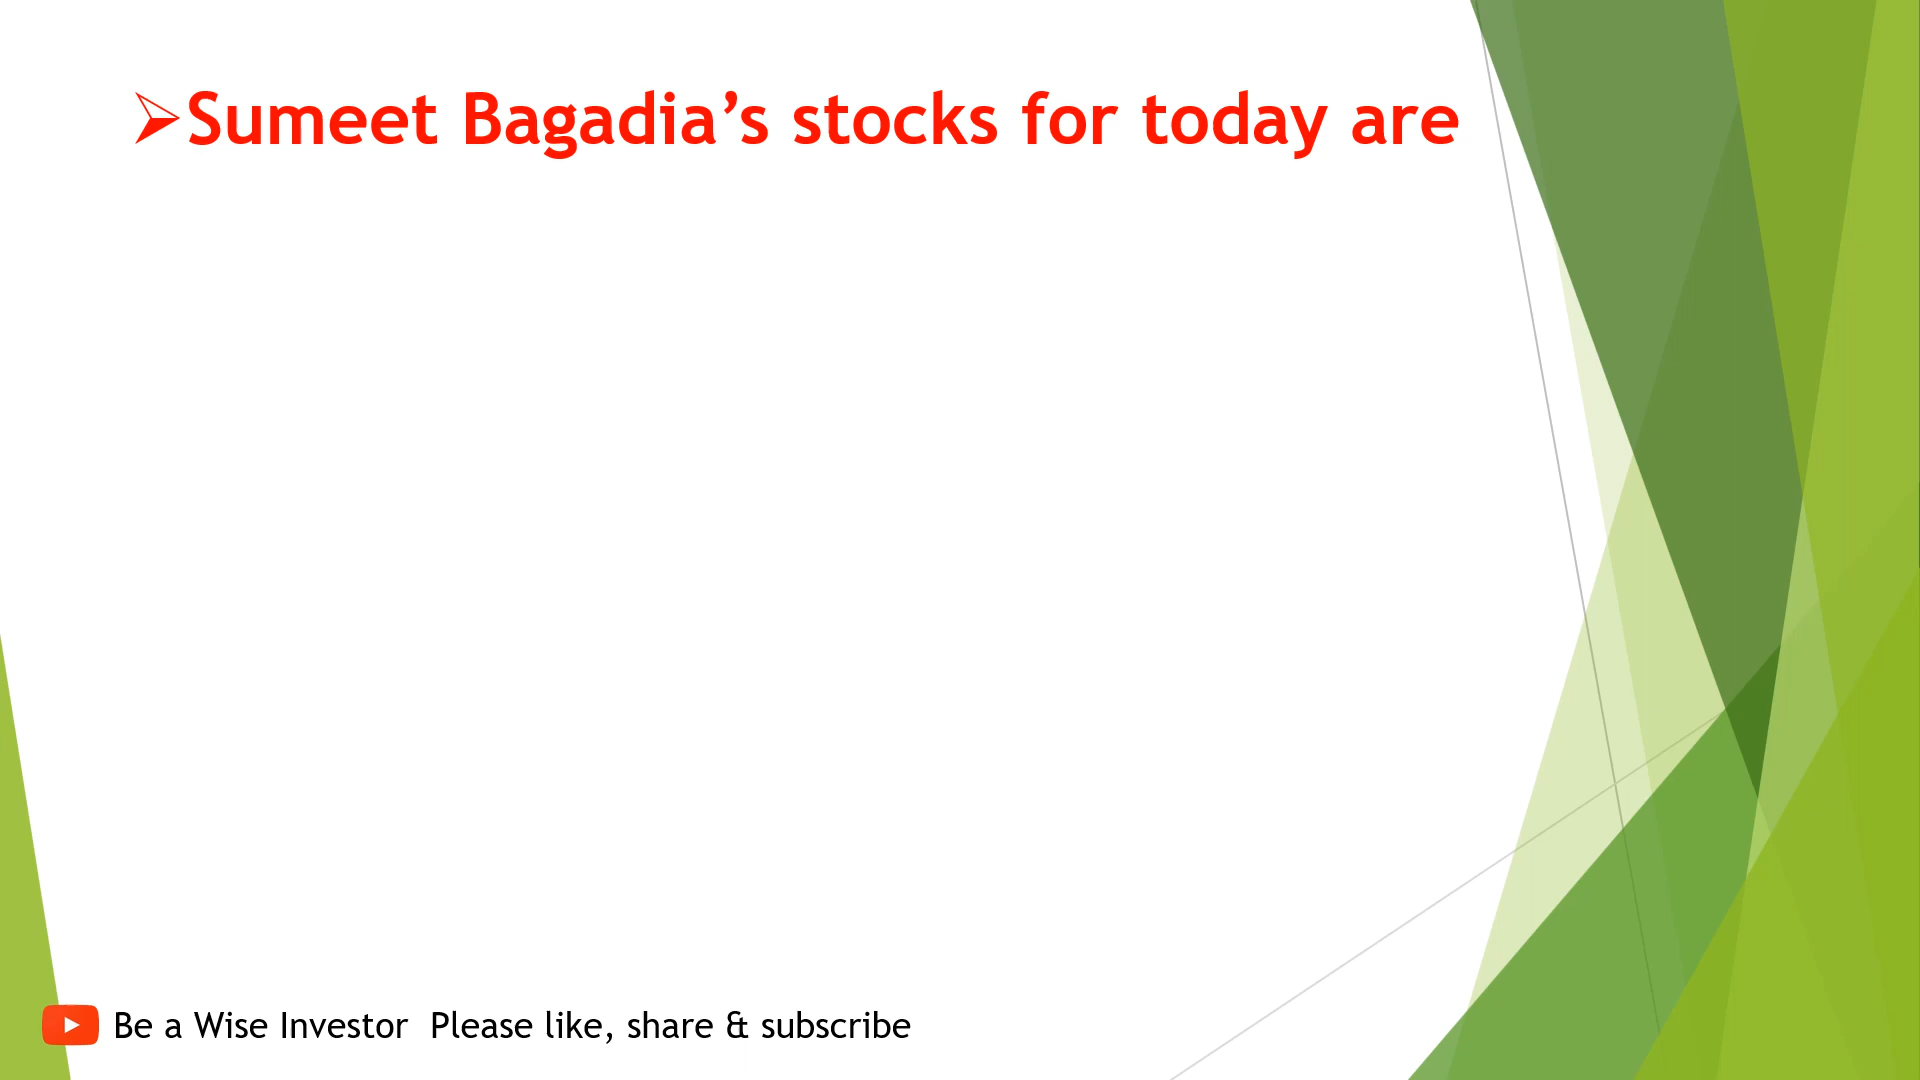 ➢Sumeet Bagadia’s stocks for today are
Be a Wise Investor  Please like, share & subscribe